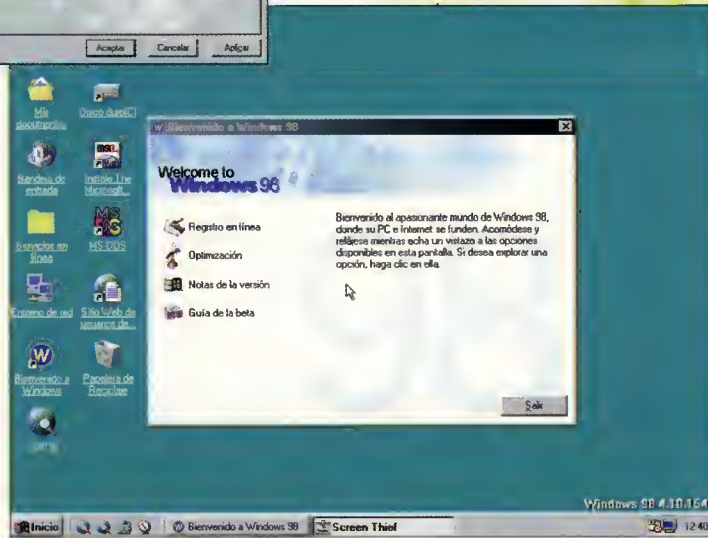 Aceptar Cancelar Aplicar
Mis documentos
Disco duro(C)
Bandeja de entrada
Instale The Microsoft...
Servicios en línea
MS-DOS
Entorno de red
Sitio Web de usuarios de...
Bienvenido a Windows
Papelera de Reciclaje
Bienvenido a Windows 98
Welcome to
Windows 98
Registro en línea
Optimización
Notas de la versión
Guía de la beta
Bienvenido al apasionante mundo de Windows 98,
donde su PC e Internet se funden. Acomódese y
relájese mientras echa un vistazo a las opciones
disponibles en esta pantalla. Si desea explorar una
opción, haga clic en ella.
Salir
Windows 98 4.10.154
Inicio
Bienvenido a Windows 98
Screen Thief
12:40